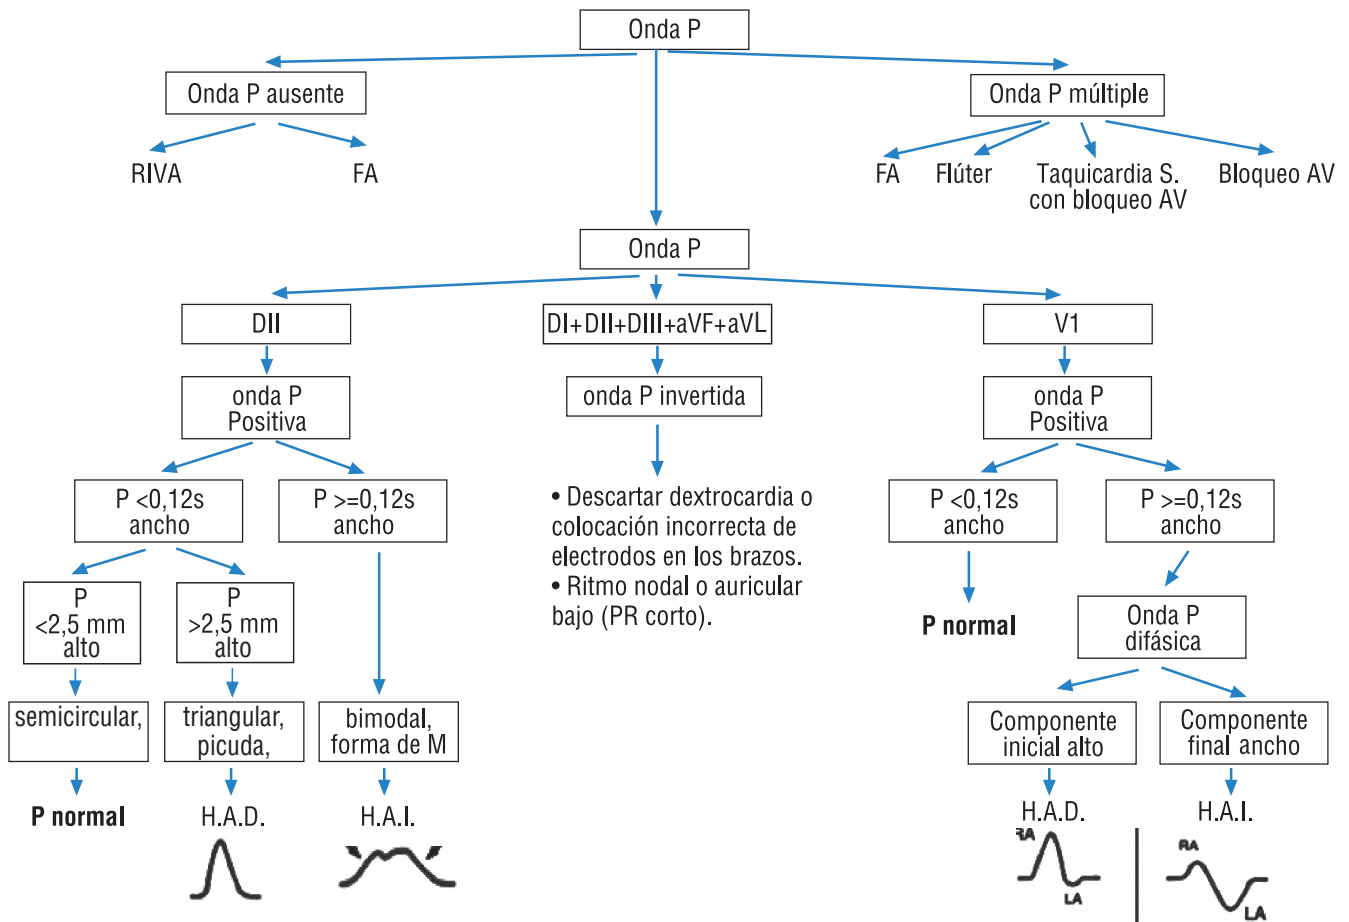 Onda P
Onda P ausente
Onda P múltiple
RIVA
FA
FA
Flúter
Taquicardia S.
con bloqueo AV
Bloqueo AV
Onda P
DII
DI+DII+DIII+aVF+aVL
V1
onda P
Positiva
onda P invertida
onda P
Positiva
P <0,12s
ancho
P >=0,12s
ancho
• Descartar dextrocardia o
colocación incorrecta de
electrodos en los brazos.
• Ritmo nodal o auricular
bajo (PR corto).
P <0,12s
ancho
P >=0,12s
ancho
P
<2,5 mm
alto
P
>2,5 mm
alto
P normal
Onda P
difásica
semicircular,
triangular,
picuda,
bimodal,
forma de M
Componente
inicial alto
Componente
final ancho
P normal
H.A.D.
H.A.I.
H.A.D.
H.A.I.
RA
LA
RA
LA